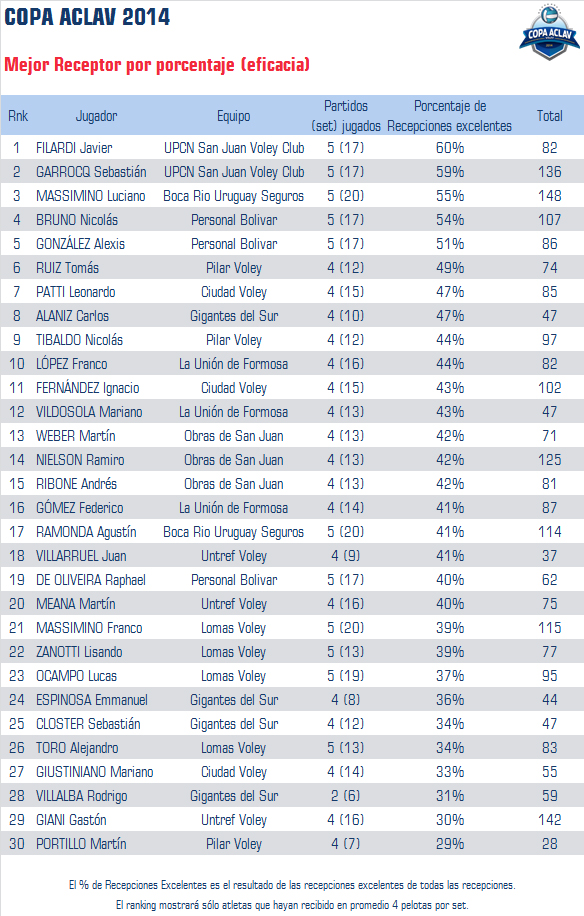 COPA ACLAV 2014
COPA ACLAV
Mejor Receptor por porcentaje (eficacia)
Rnk Jugador Equipo Partidos (set) jugados Porcentaje de Recepciones excelentes Total
1 FILARDI Javier UPCN San Juan Voley Club 5 (17) 60% 82
2 GARROCQ Sebastián UPCN San Juan Voley Club 5 (17) 59% 136
3 MASSIMINO Luciano Boca Rio Uruguay Seguros 5 (20) 55% 148
4 BRUNO Nicolás Personal Bolivar 5 (17) 54% 107
5 GONZÁLEZ Alexis Personal Bolivar 5 (17) 51% 86
6 RUIZ Tomás Pilar Voley 4 (12) 49% 74
7 PATTI Leonardo Ciudad Voley 4 (15) 47% 85
8 ALANIZ Carlos Gigantes del Sur 4 (10) 47% 47
9 TIBALDO Nicolás Pilar Voley 4 (12) 44% 97
10 LÓPEZ Franco La Unión de Formosa 4 (16) 44% 82
11 FERNÁNDEZ Ignacio Ciudad Voley 4 (15) 43% 102
12 VILDOSOLA Mariano La Unión de Formosa 4 (13) 43% 47
13 WEBER Martín Obras de San Juan 4 (13) 42% 71
14 NIELSON Ramiro Obras de San Juan 4 (13) 42% 125
15 RIBONE Andrés Obras de San Juan 4 (13) 42% 81
16 GÓMEZ Federico La Unión de Formosa 4 (14) 41% 87
17 RAMONDA Agustín Boca Rio Uruguay Seguros 5 (20) 41% 114
18 VILLARRUEL Juan Untref Voley 4 (9) 41% 37
19 DE OLIVEIRA Raphael Personal Bolivar 5 (17) 40% 62
20 MEANA Martín Untref Voley 4 (16) 40% 75
21 MASSIMINO Franco Lomas Voley 5 (20) 39% 115
22 ZANOTTI Lisando Lomas Voley 5 (13) 39% 77
23 OCAMPO Lucas Lomas Voley 5 (19) 37% 95
24 ESPINOSA Emmanuel Gigantes del Sur 4 (8) 36% 44
25 CLOSTER Sebastián Gigantes del Sur 4 (12) 34% 47
26 TORO Alejandro Lomas Voley 5 (13) 34% 83
27 GIUSTINIANO Mariano Ciudad Voley 4 (14) 33% 55
28 VILLALBA Rodrigo Gigantes del Sur 2 (6) 31% 59
29 GIANI Gastón Untref Voley 4 (16) 30% 142
30 PORTILLO Martín Pilar Voley 4 (7) 29% 28
El % de Recepciones Excelentes es el resultado de las recepciones excelentes de todas las recepciones.
El ranking mostrará sólo atletas que hayan recibido en promedio 4 pelotas por set.